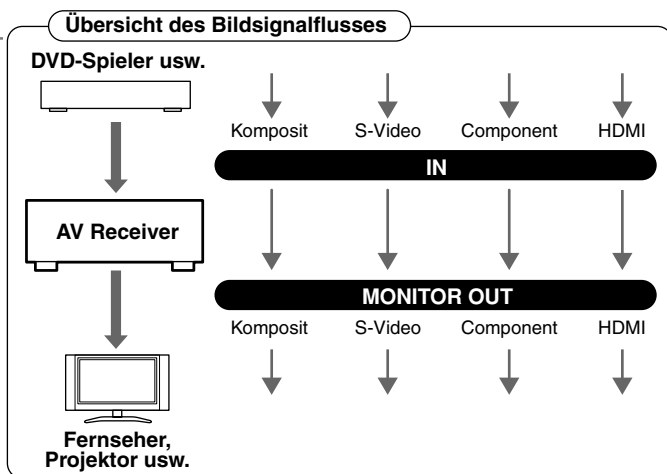 Übersicht des Bildsignalflusses
DVD-Spieler usw.
Komposit S-Video Component HDMI
IN
AV Receiver
MONITOR OUT
Komposit S-Video Component HDMI
Fernseher,
Projektor usw.